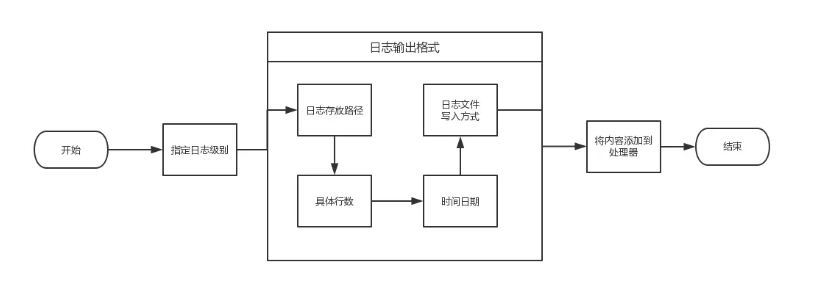 日志输出格式
开始
指定日志级别
日志存放路径
具体行数
时间日期
日志文件
写入方式
将内容添加到
处理器
结束